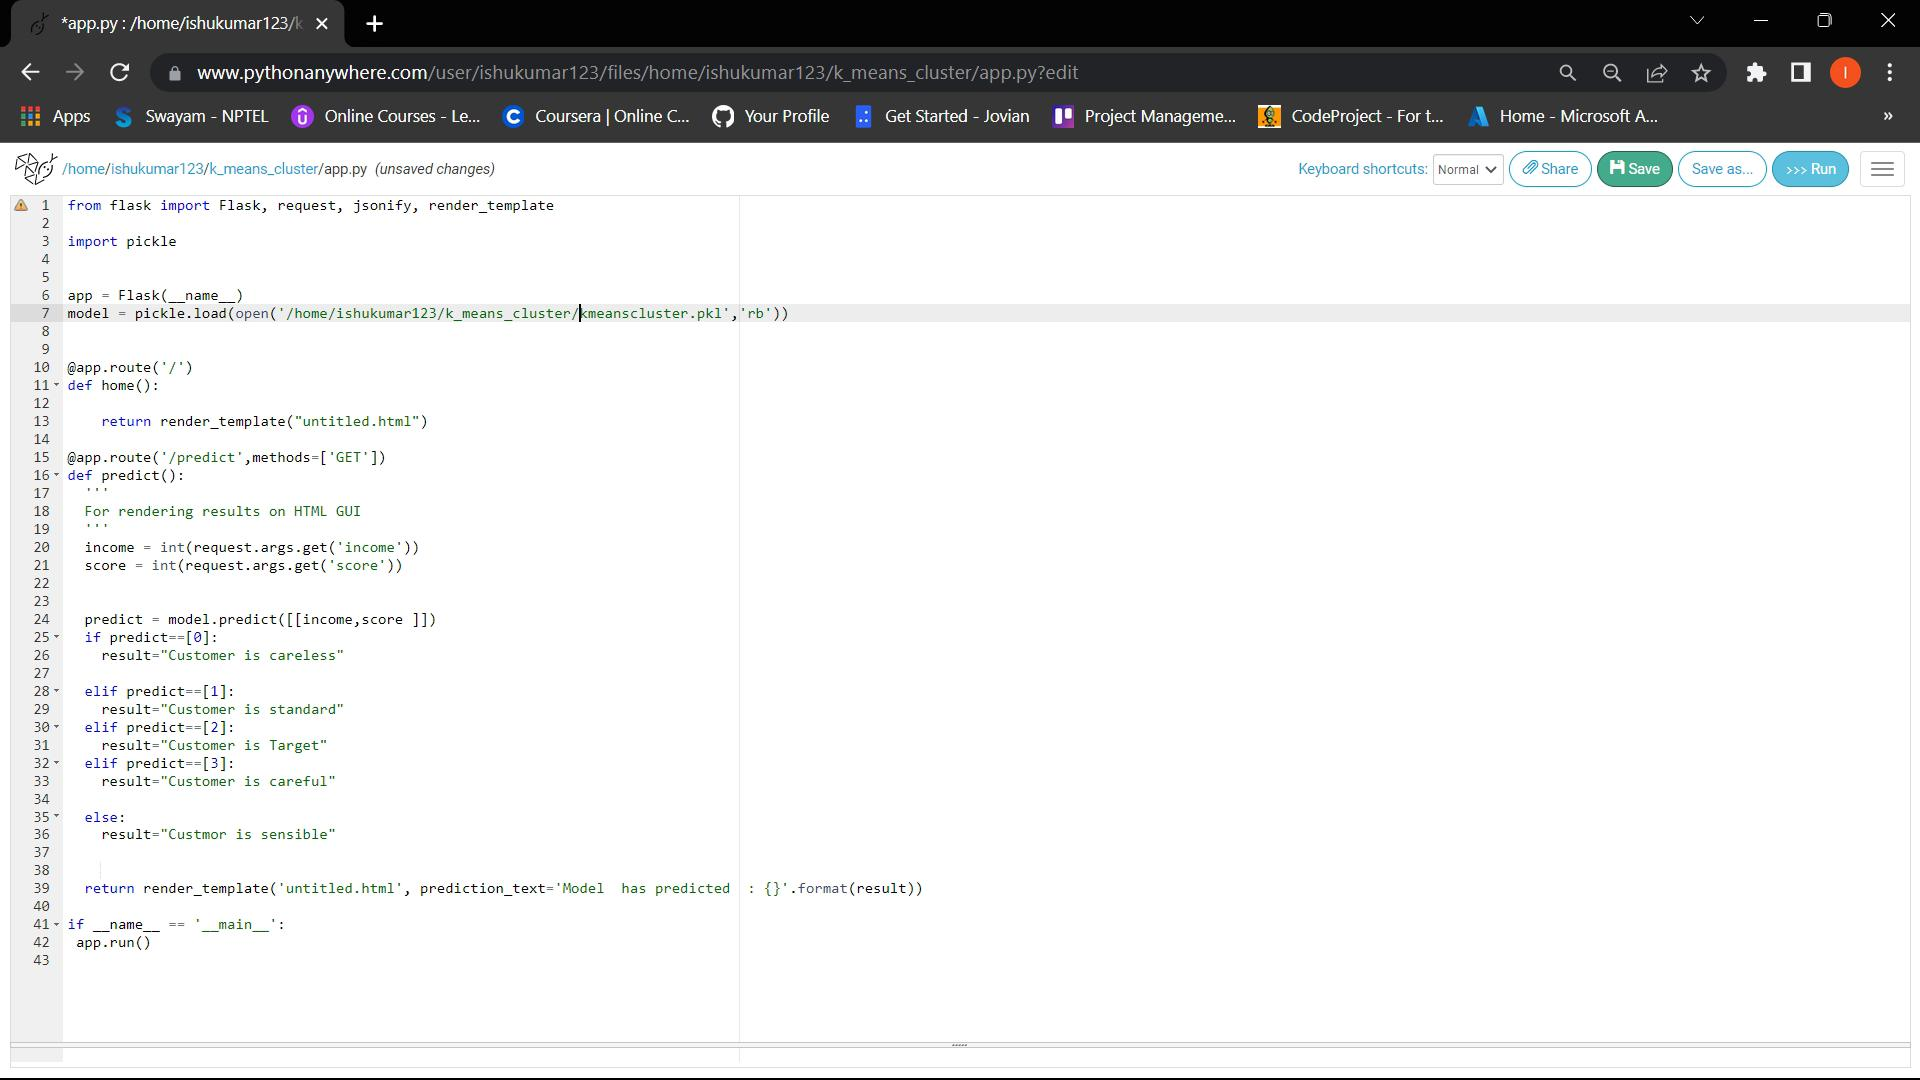 *app.py : /home/ishukumar123/k
www.pythonanywhere.com/user/ishukumar123/files/home/ishukumar123/k_means_cluster/app.py?edit
I
Apps Swayam - NPTEL Online Courses - Le... Coursera | Online C... Your Profile Get Started - Jovian Project Manageme... CodeProject - For t... Home - Microsoft A... »
/home/ishukumar123/k_means_cluster/app.py (unsaved changes) Keyboard shortcuts: Normal Share Save Save as... >>> Run
1 from flask import Flask, request, jsonify, render_template
2
3 import pickle
4
5
6 app = Flask(__name__)
7 model = pickle.load(open('/home/ishukumar123/k_means_cluster/kmeanscluster.pkl','rb'))
8
9
10 @app.route('/')
11 def home():
12
13     return render_template("untitled.html")
14
15 @app.route('/predict',methods=['GET'])
16 def predict():
17   '''
18   For rendering results on HTML GUI
19   '''
20   income = int(request.args.get('income'))
21   score = int(request.args.get('score'))
22
23
24   predict = model.predict([[income,score ]])
25   if predict==[0]:
26     result="Customer is careless"
27
28   elif predict==[1]:
29     result="Customer is standard"
30   elif predict==[2]:
31     result="Customer is Target"
32   elif predict==[3]:
33     result="Customer is careful"
34
35   else:
36     result="Custmor is sensible"
37
38
39   return render_template('untitled.html', prediction_text='Model  has predicted  : {}'.format(result))
40
41 if __name__ == '__main__':
42  app.run()
43